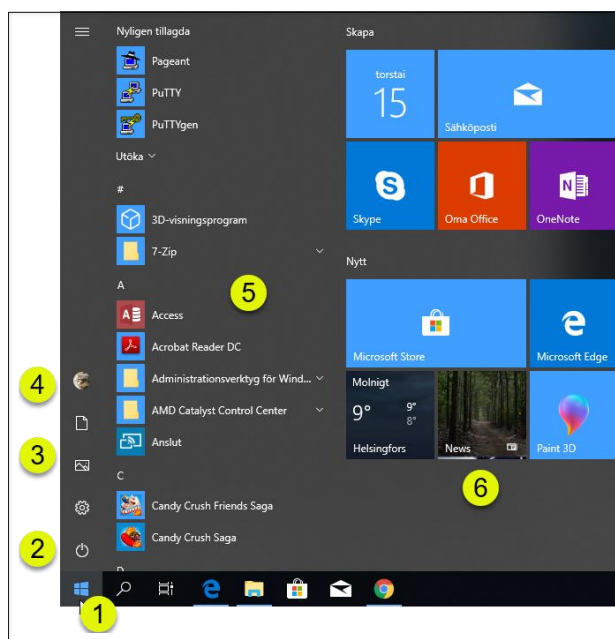 Nyligen tillagda
Pageant
PuTTY
PuTTYgen
Utöka
#
3D-visningsprogram
7-Zip
A
Access
Acrobat Reader DC
Administrationsverktyg för Wind...
AMD Catalyst Control Center
Anslut
C
Candy Crush Friends Saga
Candy Crush Saga
Skapa
torstai
15
Sähköposti
Skype
Oma Office
OneNote
Nytt
Microsoft Store
Microsoft Edge
Molnigt
9°
9°
8°
Helsingfors
News
Paint 3D
5
4
3
2
1
6